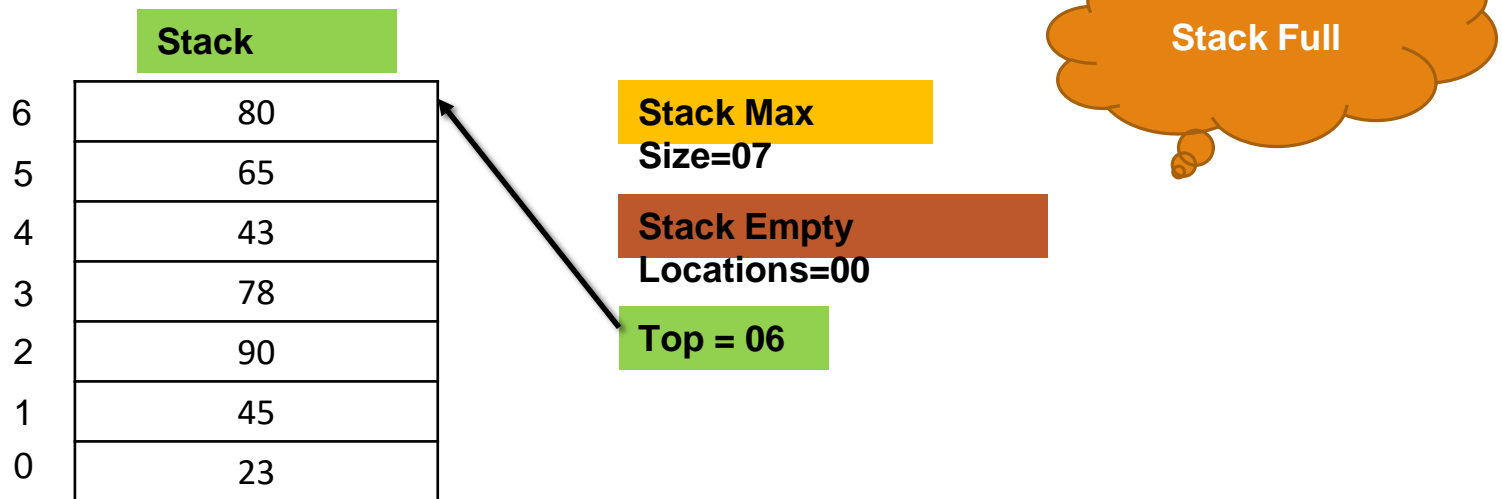 Stack Full
Stack
6 80
Stack Max
Size=07
5 65
4 43
Stack Empty
Locations=00
3 78
2 90
Top = 06
1 45
0 23